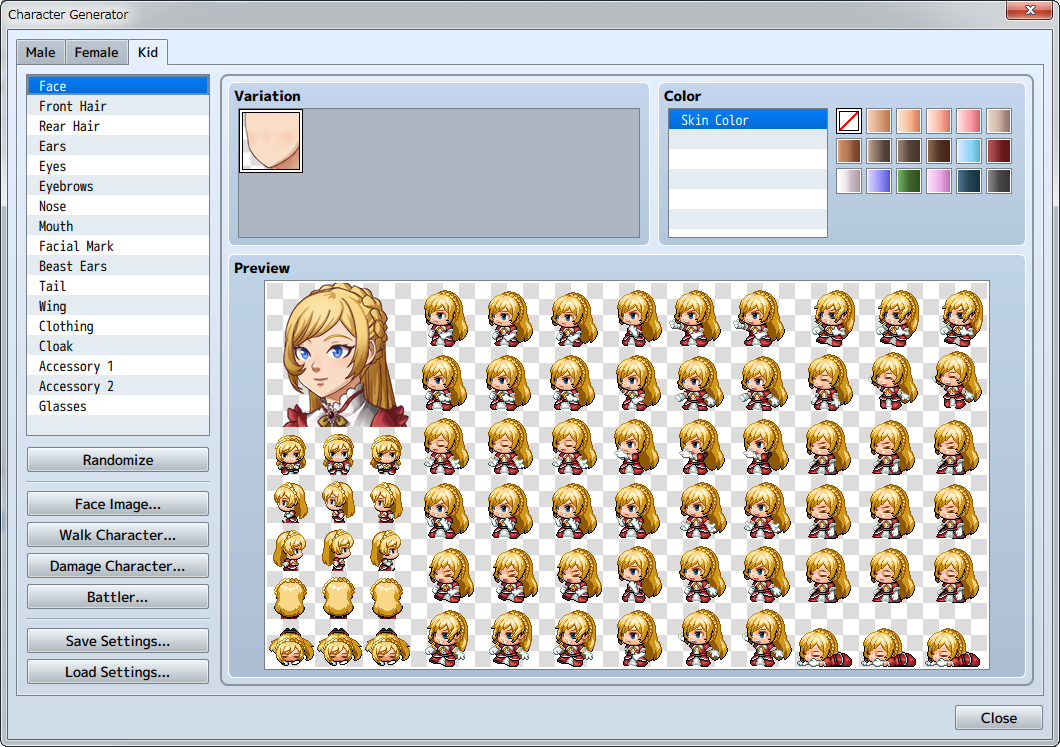 Character Generator
Male
Female
Kid
Face
Front Hair
Rear Hair
Ears
Eyes
Eyebrows
Nose
Mouth
Facial Mark
Beast Ears
Tail
Wing
Clothing
Cloak
Accessory 1
Accessory 2
Glasses
Randomize
Face Image...
Walk Character...
Damage Character...
Battler...
Save Settings...
Load Settings...
Variation
Color
Skin Color
Preview
Close